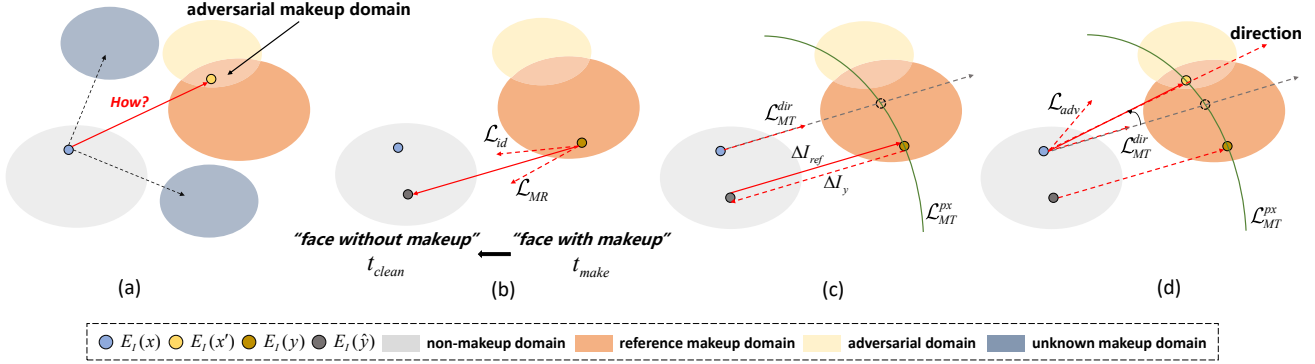 adversarial makeup domain
How?
(a)
ℒ_id
ℒ_MR
"face without makeup"
"face with makeup"
t_clean
t_make
(b)
ℒ_MT^dir
ΔI_ref
ΔI_y
ℒ_MT^px
(c)
direction
ℒ_adv
ℒ_MT^dir
ℒ_MT^px
(d)
E_I(x) E_I(x′) E_I(y) E_I(ŷ) non-makeup domain reference makeup domain adversarial domain unknown makeup domain